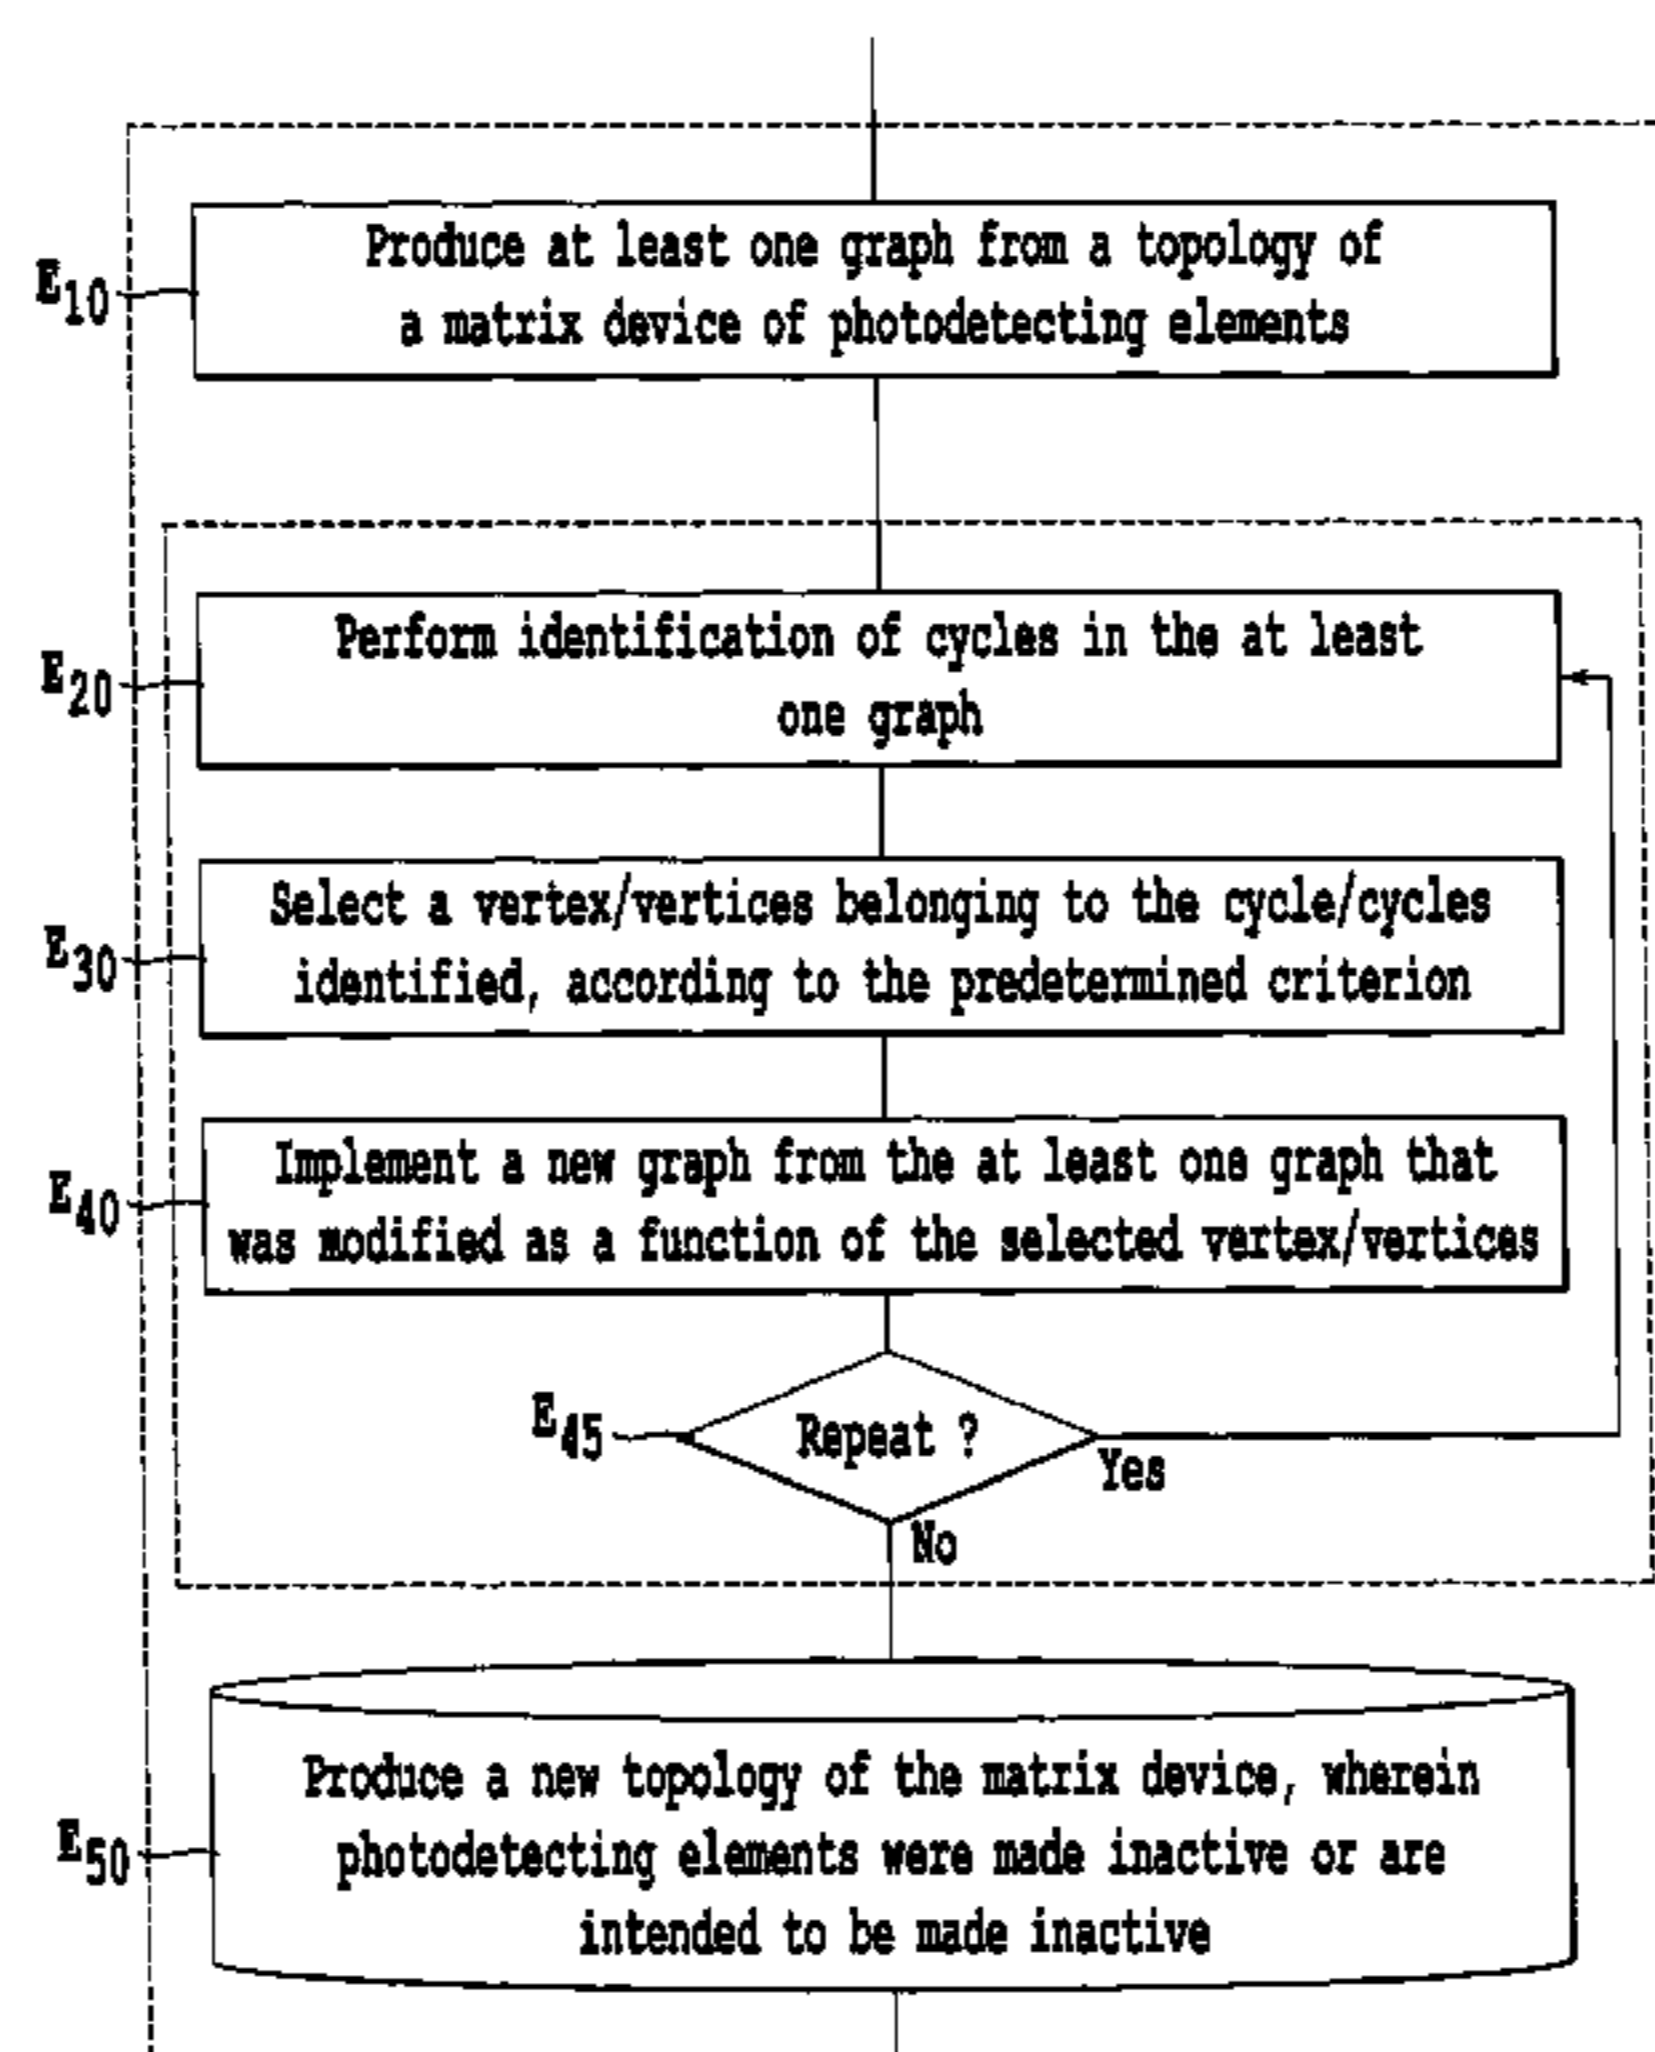 Produce at least one graph from a topology of
a matrix device of photodetecting elements
E10
Perform identification of cycles in the at least
one graph
E20
Select a vertex/vertices belonging to the cycle/cycles
identified, according to the predetermined criterion
E30
Implement a new graph from the at least one graph that
was modified as a function of the selected vertex/vertices
E40
E45
Repeat ?
Yes
No
Produce a new topology of the matrix device, wherein
photodetecting elements were made inactive or are
intended to be made inactive
E50